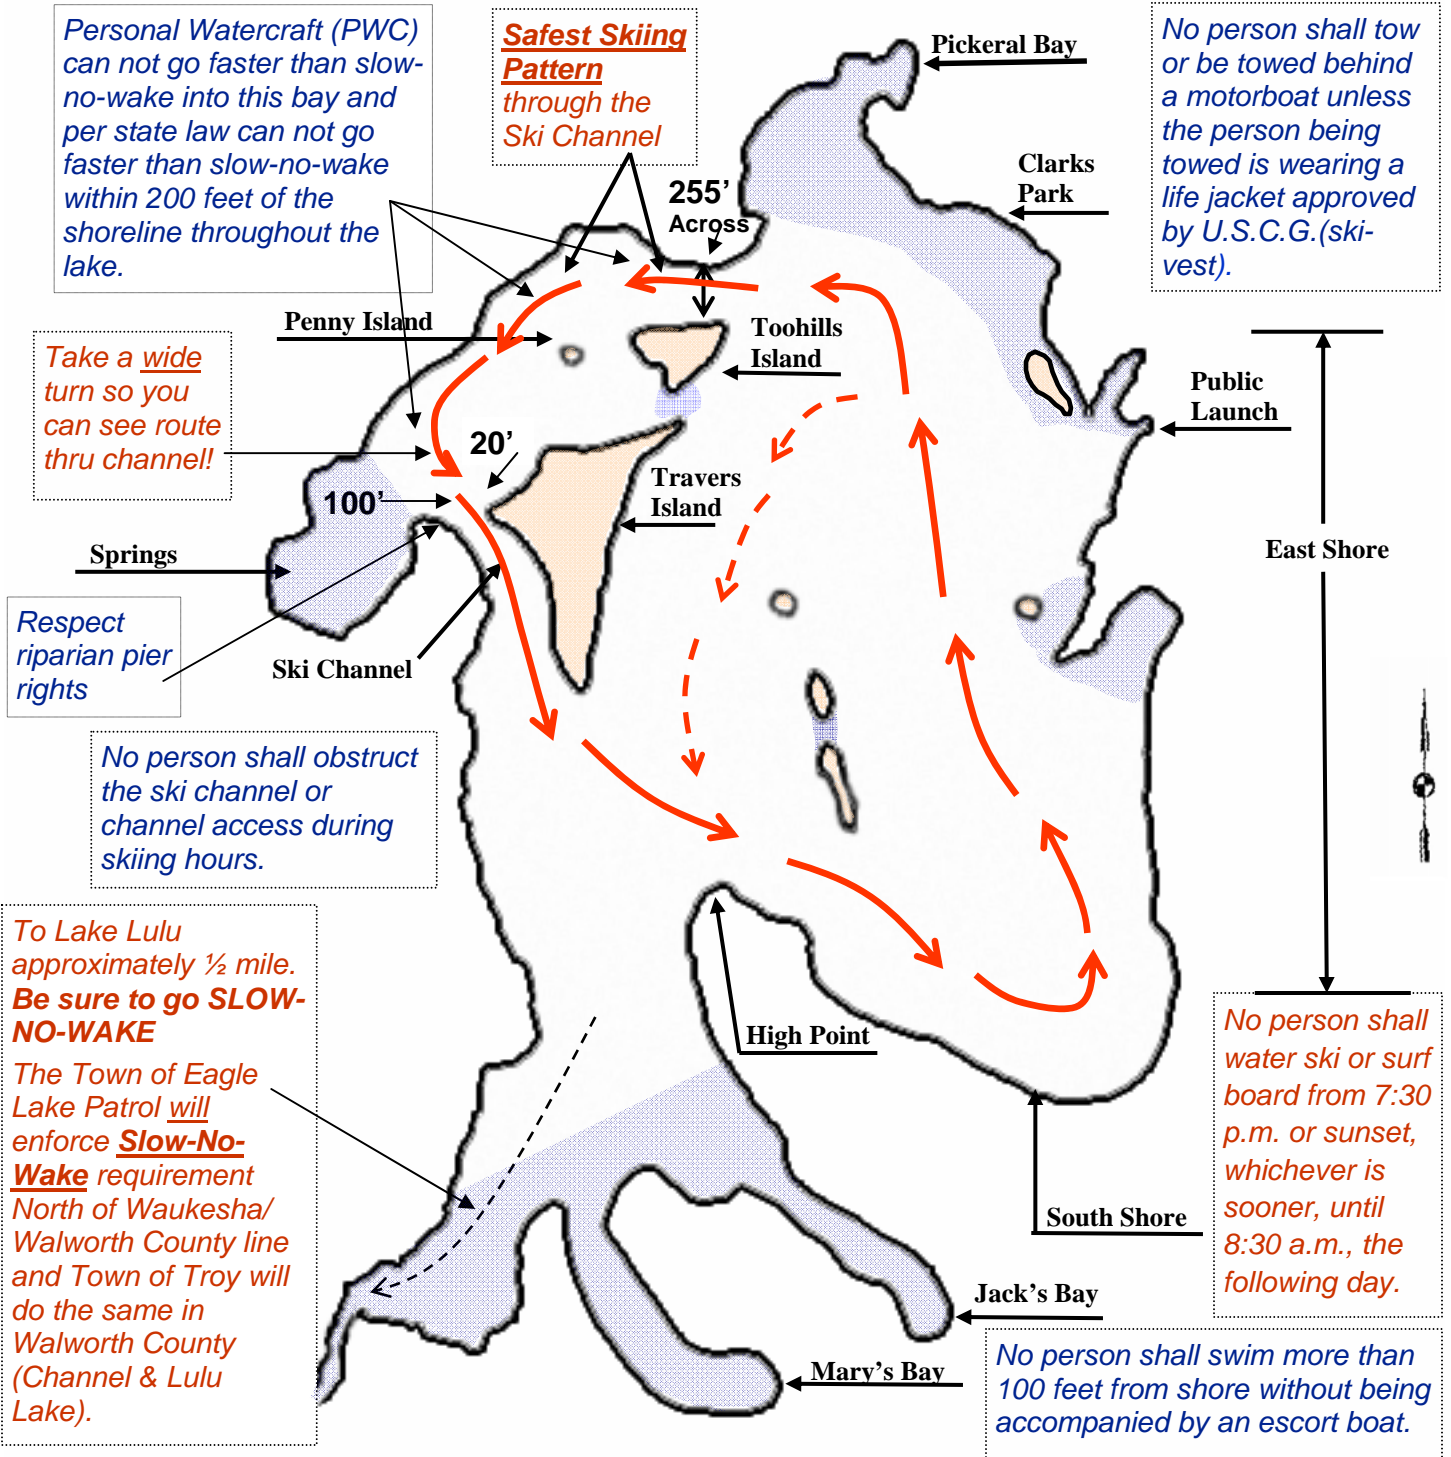 Personal Watercraft (PWC)
can not go faster than slow-
no-wake into this bay and
per state law can not go
faster than slow-no-wake
within 200 feet of the
shoreline throughout the
lake.
Safest Skiing
Pattern
through the
Ski Channel
Pickeral Bay
No person shall tow
or be towed behind
a motorboat unless
the person being
towed is wearing a
life jacket approved
by U.S.C.G.(ski-
vest).
Clarks
Park
255'
Across
Penny Island
Toohills
Island
Take a wide
turn so you
can see route
thru channel!
Public
Launch
20'
100'
Travers
Island
Springs
East Shore
Respect
riparian pier
rights
Ski Channel
No person shall obstruct
the ski channel or
channel access during
skiing hours.
To Lake Lulu
approximately ½ mile.
Be sure to go SLOW-
NO-WAKE
The Town of Eagle
Lake Patrol will
enforce Slow-No-
Wake requirement
North of Waukesha/
Walworth County line
and Town of Troy will
do the same in
Walworth County
(Channel & Lulu
Lake).
High Point
No person shall
water ski or surf
board from 7:30
p.m. or sunset,
whichever is
sooner, until
8:30 a.m., the
following day.
South Shore
Jack's Bay
Mary's Bay
No person shall swim more than
100 feet from shore without being
accompanied by an escort boat.